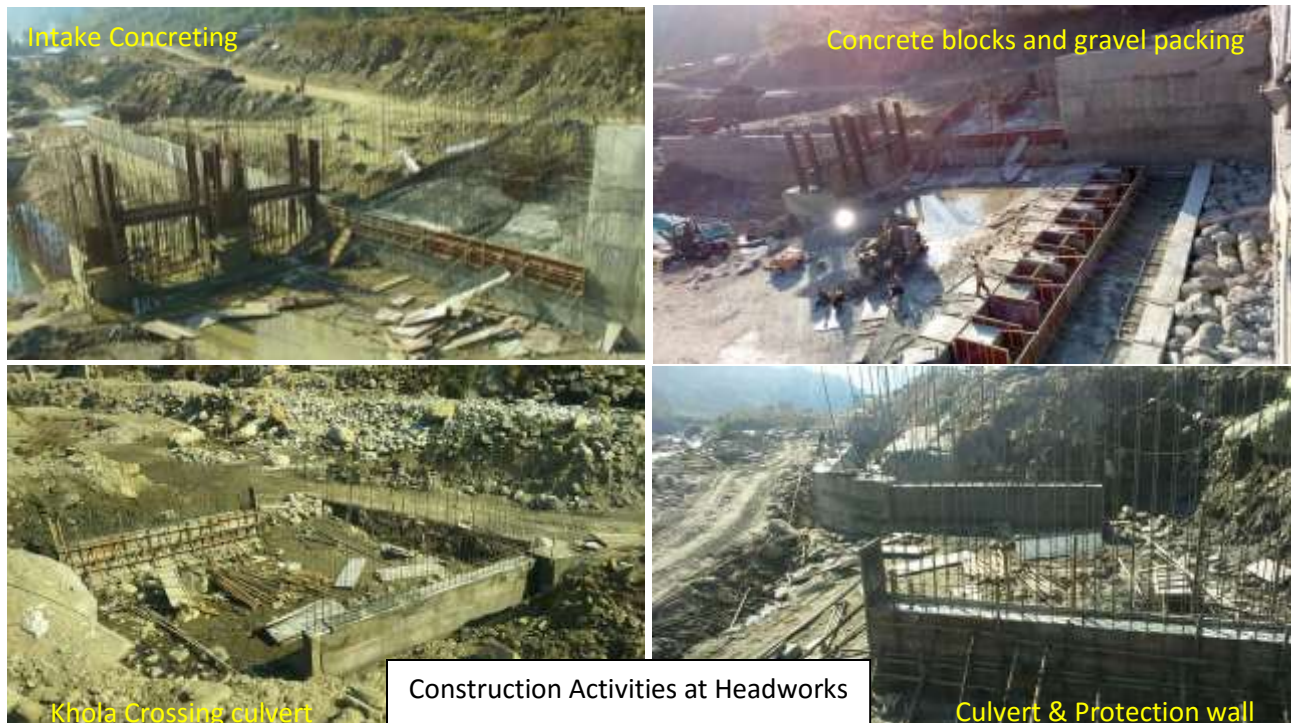 Intake Concreting
Concrete blocks and gravel packing
Khola Crossing culvert
Construction Activities at Headworks
Culvert & Protection wall